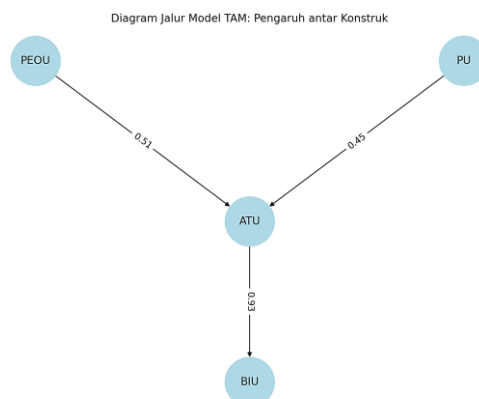 Diagram Jalur Model TAM: Pengaruh antar Konstruk
PEOU
PU
0.51
0.45
ATU
0.93
BIU